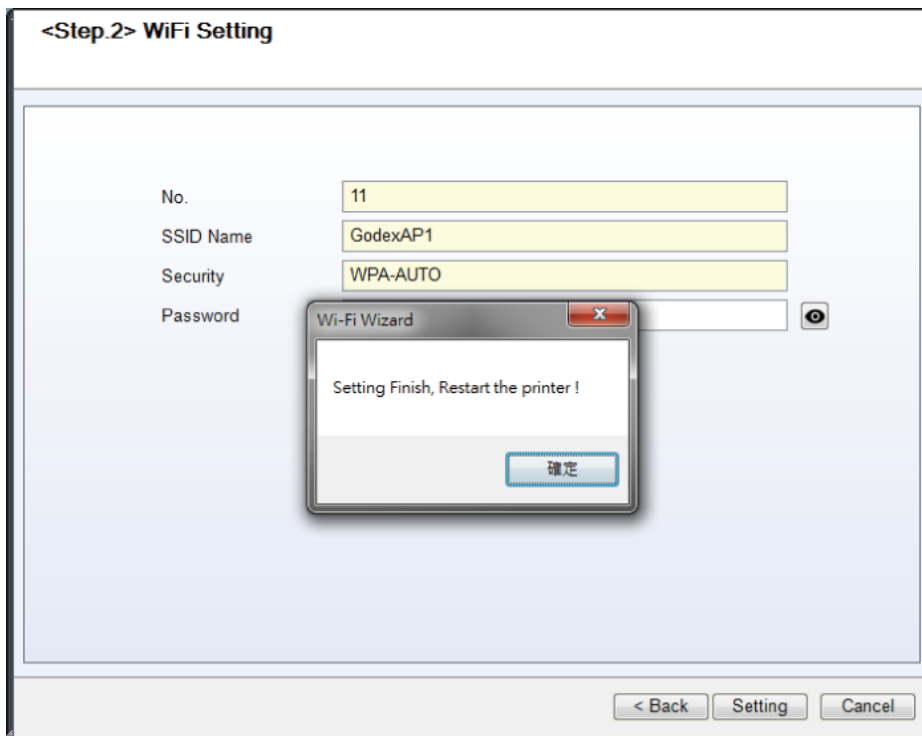 <Step.2> WiFi Setting
No. 11
SSID Name GodexAP1
Security WPA-AUTO
Password
Wi-Fi Wizard
Setting Finish, Restart the printer !
確定
< Back Setting Cancel